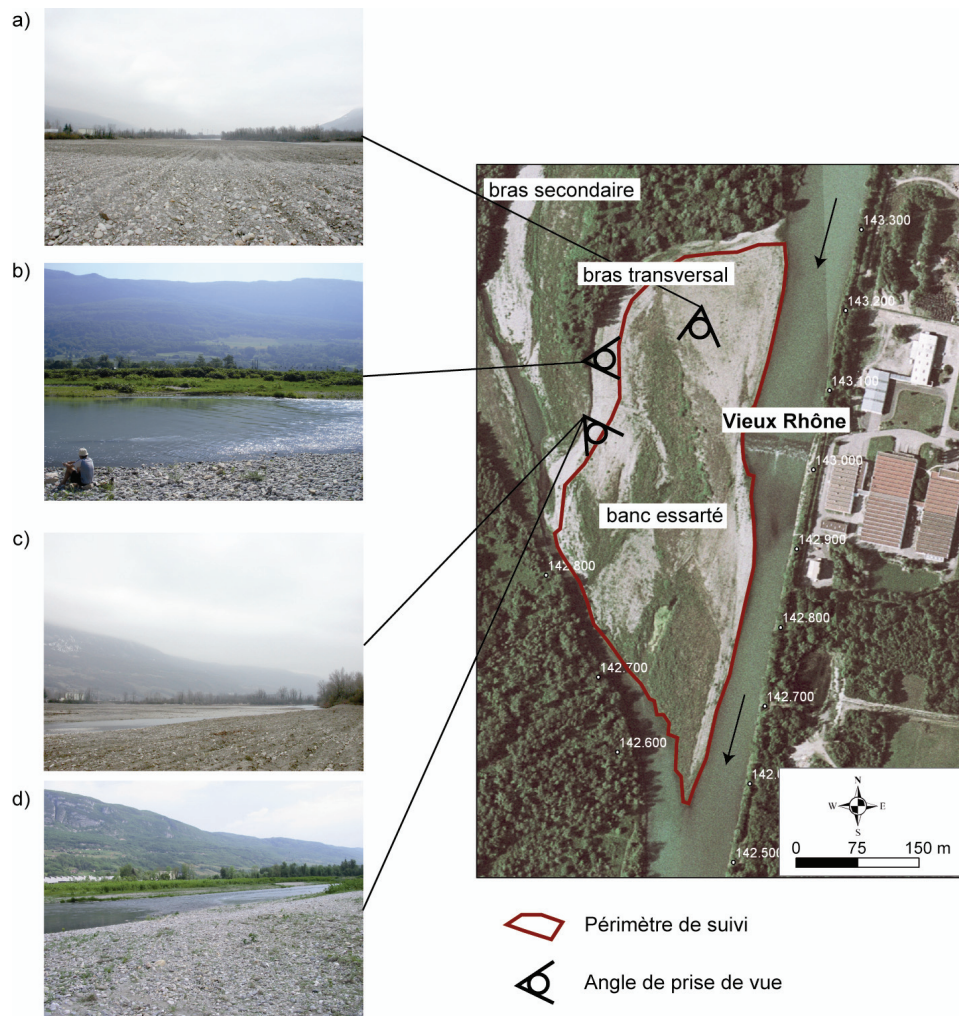 a)
b)
c)
d)
bras secondaire
143.300
bras transversal
143.200
143.100
Vieux Rhône
143.000
banc essarté
142.900
142.800
142.800
142.700
142.700
142.600
N
W E
S
142.500
0 75 150 m
Périmètre de suivi
Angle de prise de vue